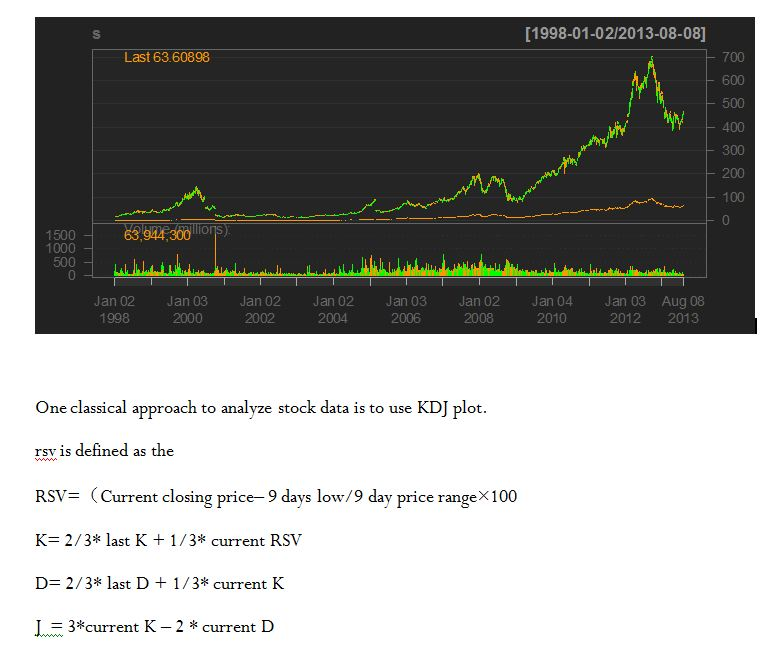 s [1998-01-02/2013-08-08]
Last 63.60898
700
600
500
400
300
200
100
0
Volume (millions):
63,944,300
1500
1000
500
0
Jan 02 Jan 03 Jan 02 Jan 02 Jan 03 Jan 02 Jan 04 Jan 03 Aug 08
1998 2000 2002 2004 2006 2008 2010 2012 2013
One classical approach to analyze stock data is to use KDJ plot.
rsv is defined as the
RSV=（Current closing price– 9 days low/9 day price range×100
K= 2/3* last K + 1/3* current RSV
D= 2/3* last D + 1/3* current K
J = 3*current K – 2 * current D